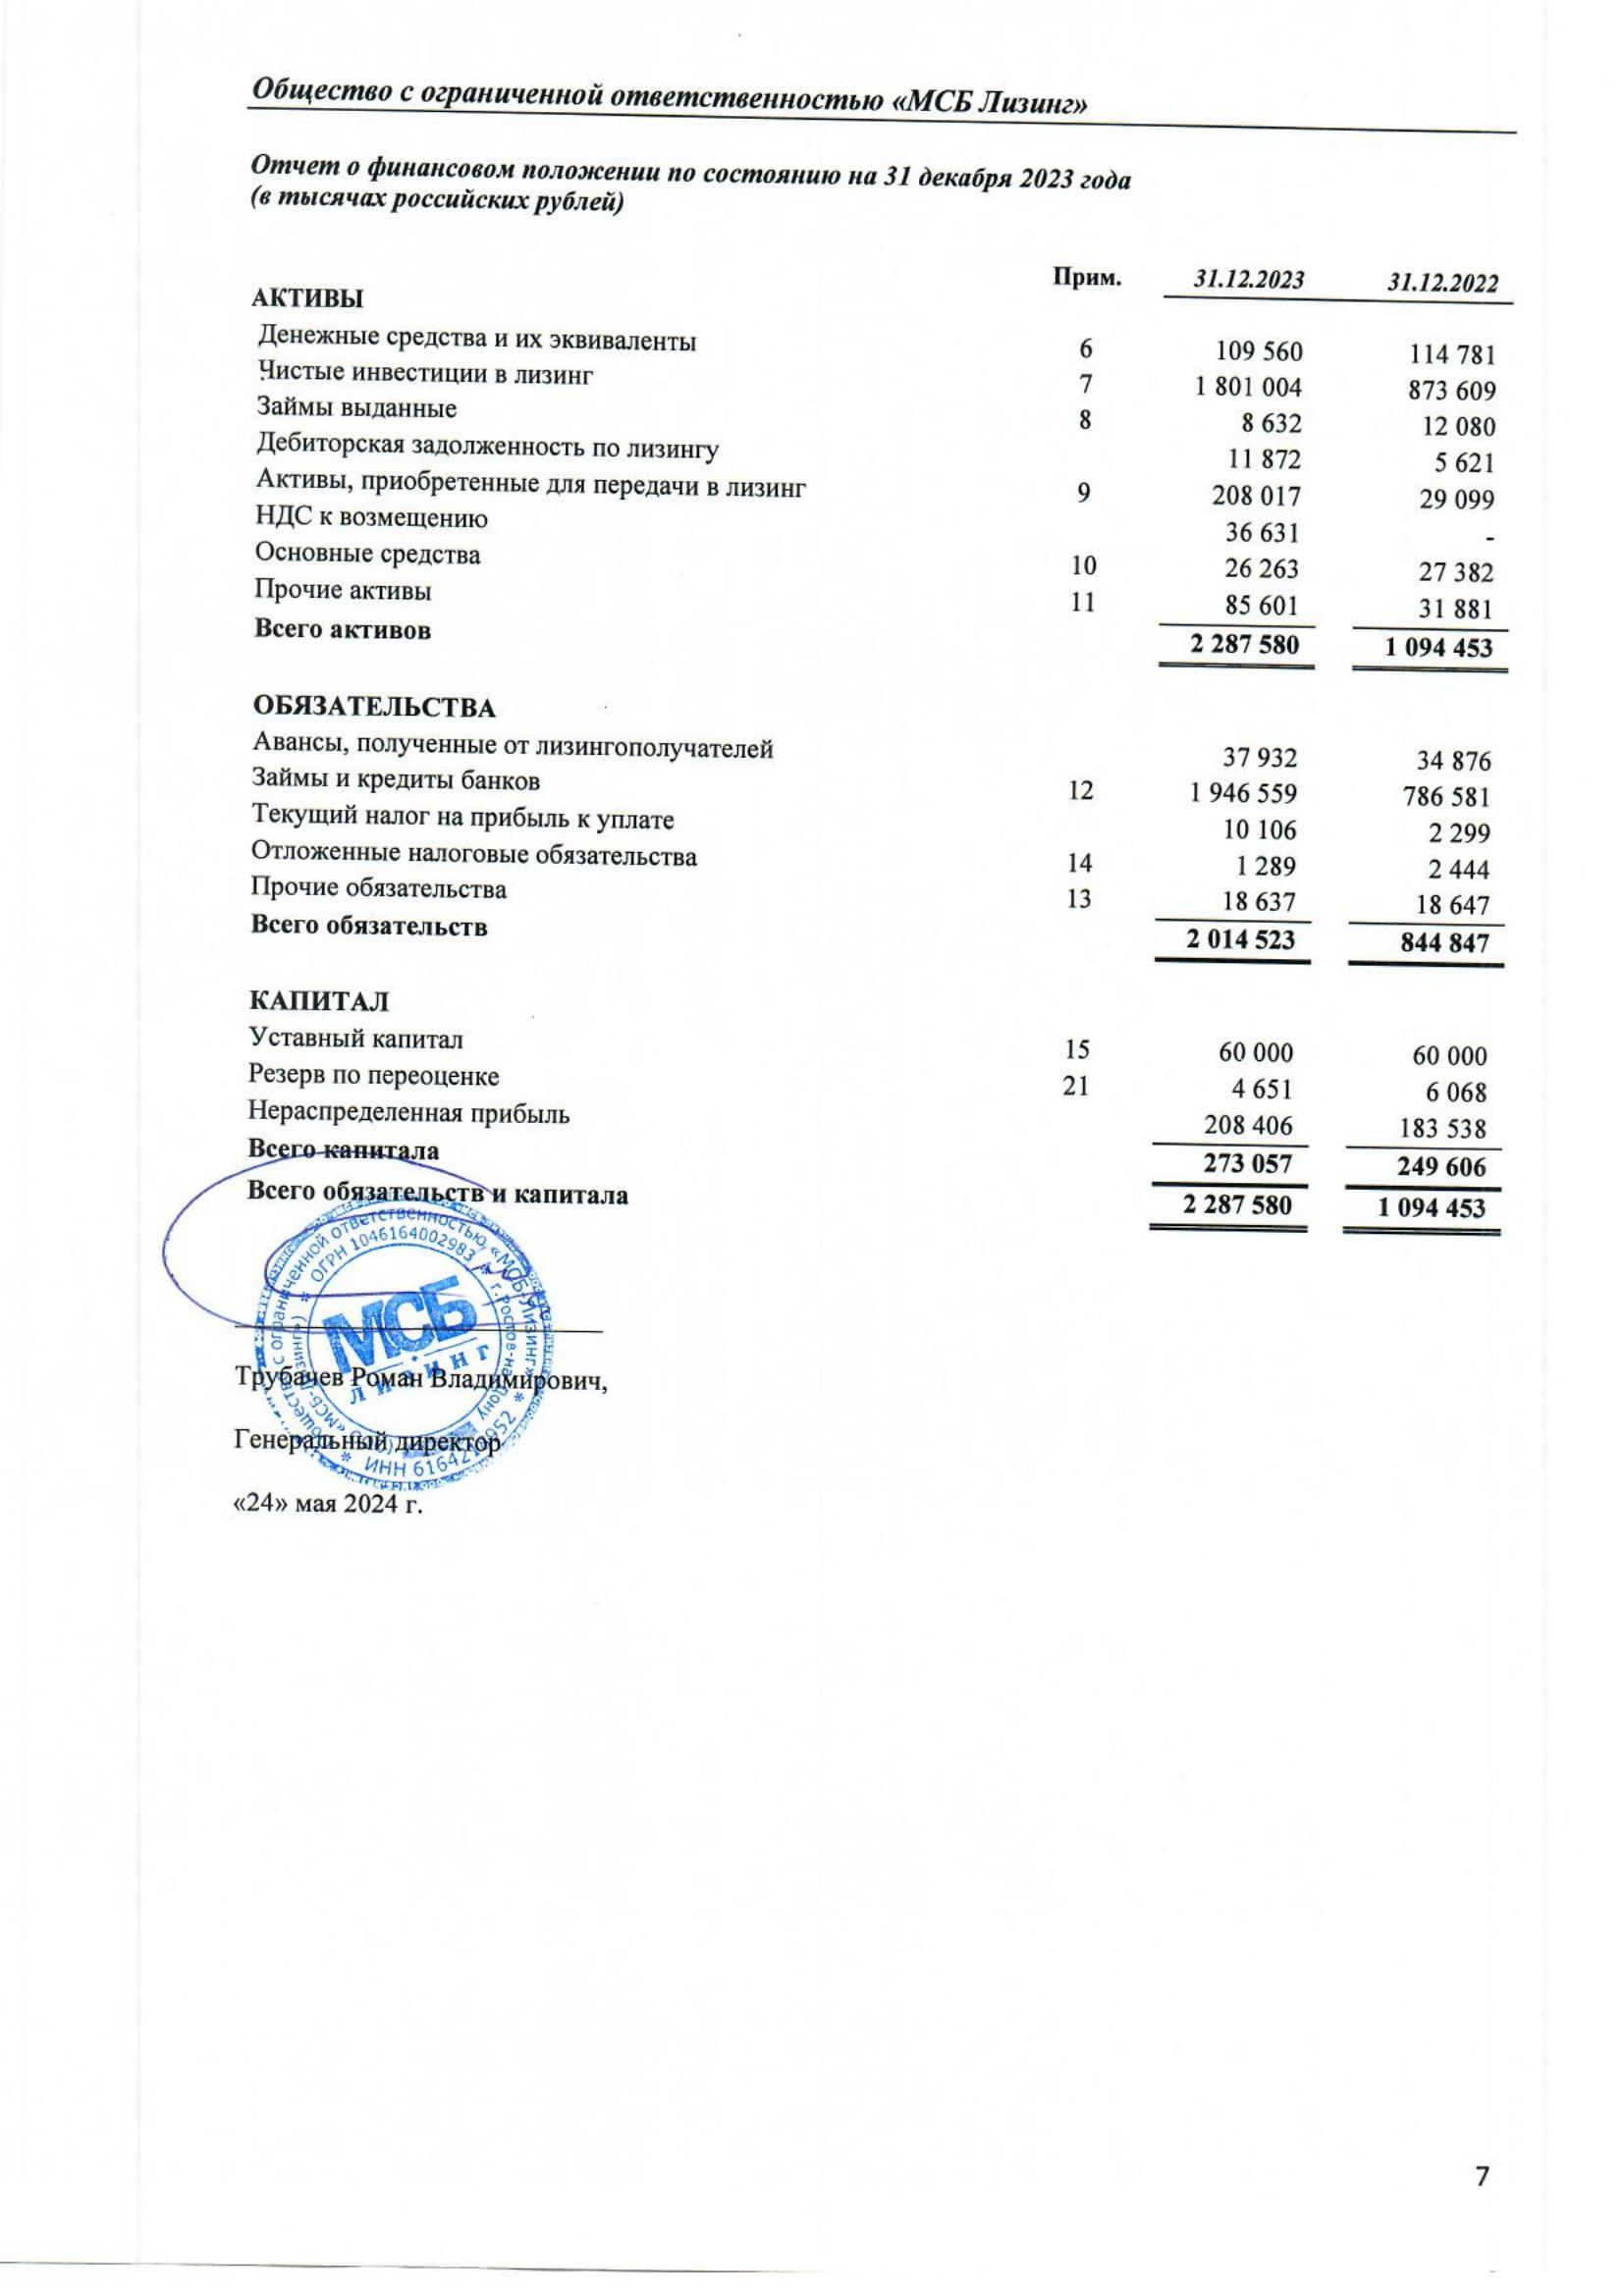 Общество с ограниченной ответственностью «МСБ Лизинг»
Отчет о финансовом положении по состоянию на 31 декабря 2023 года
(в тысячах российских рублей)
Прим. 31.12.2023 31.12.2022
АКТИВЫ
Денежные средства и их эквиваленты 6 109 560 114 781
Чистые инвестиции в лизинг 7 1 801 004 873 609
Займы выданные 8 8 632 12 080
Дебиторская задолженность по лизингу 11 872 5 621
Активы, приобретенные для передачи в лизинг 9 208 017 29 099
НДС к возмещению 36 631 -
Основные средства 10 26 263 27 382
Прочие активы 11 85 601 31 881
Всего активов 2 287 580 1 094 453
ОБЯЗАТЕЛЬСТВА
Авансы, полученные от лизингополучателей 37 932 34 876
Займы и кредиты банков 12 1 946 559 786 581
Текущий налог на прибыль к уплате 10 106 2 299
Отложенные налоговые обязательства 14 1 289 2 444
Прочие обязательства 13 18 637 18 647
Всего обязательств 2 014 523 844 847
КАПИТАЛ
Уставный капитал 15 60 000 60 000
Резерв по переоценке 21 4 651 6 068
Нераспределенная прибыль 208 406 183 538
Всего капитала 273 057 249 606
Всего обязательств и капитала 2 287 580 1 094 453
с ограниченной ответственностью «МСБ-Лизинг»
ОГРН 1046164002983 * г.Ростов-на-Дону
МСБ
лизинг
Трубачев Роман Владимирович,
Генеральный директор
ИНН
«24» мая 2024 г.
7